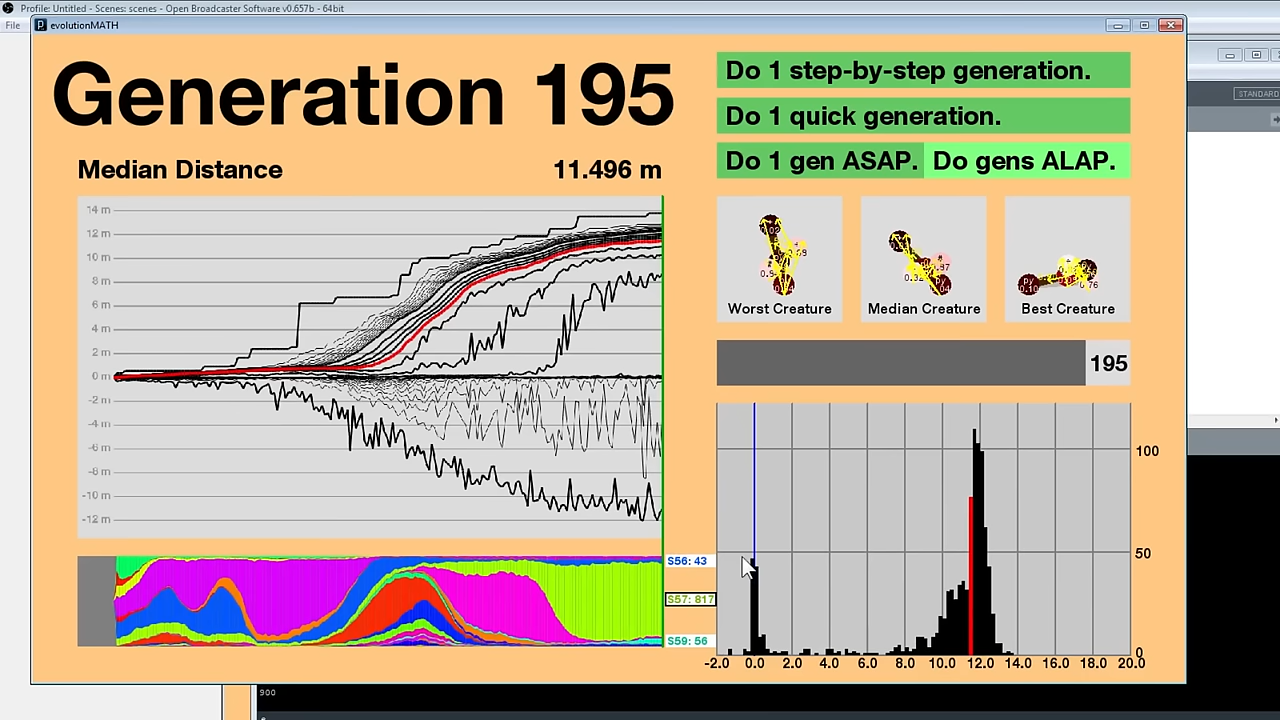 Profile: Untitled - Scenes: scenes - Open Broadcaster Software v0.657b - 64bit
File
evolutionMATH
STANDARD
Generation 195
Median Distance
11.496 m
14 m
12 m
10 m
8 m
6 m
4 m
2 m
0 m
-2 m
-4 m
-6 m
-8 m
-10 m
-12 m
S56: 43
S57: 817
S59: 56
Do 1 step-by-step generation.
Do 1 quick generation.
Do 1 gen ASAP.
Do gens ALAP.
Worst Creature
Median Creature
Best Creature
195
100
50
0
-2.0 0.0 2.0 4.0 6.0 8.0 10.0 12.0 14.0 16.0 18.0 20.0
900